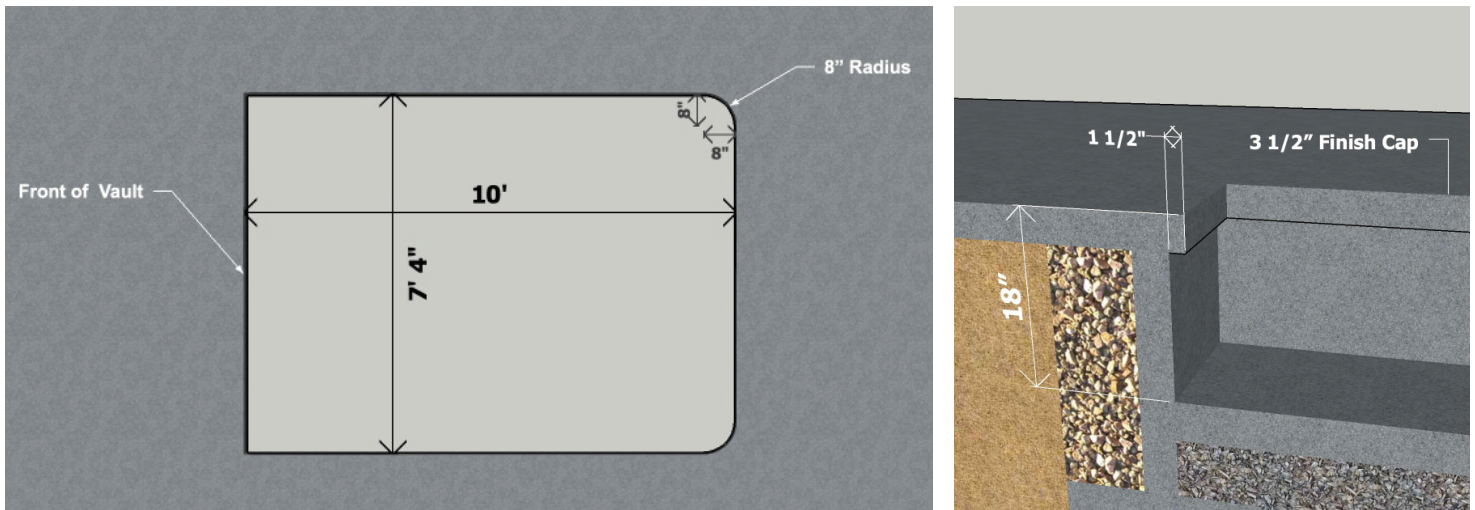 8” Radius
8"
8"
Front of  Vault
10'
7' 4"
1 1/2"
3 1/2” Finish Cap
18”